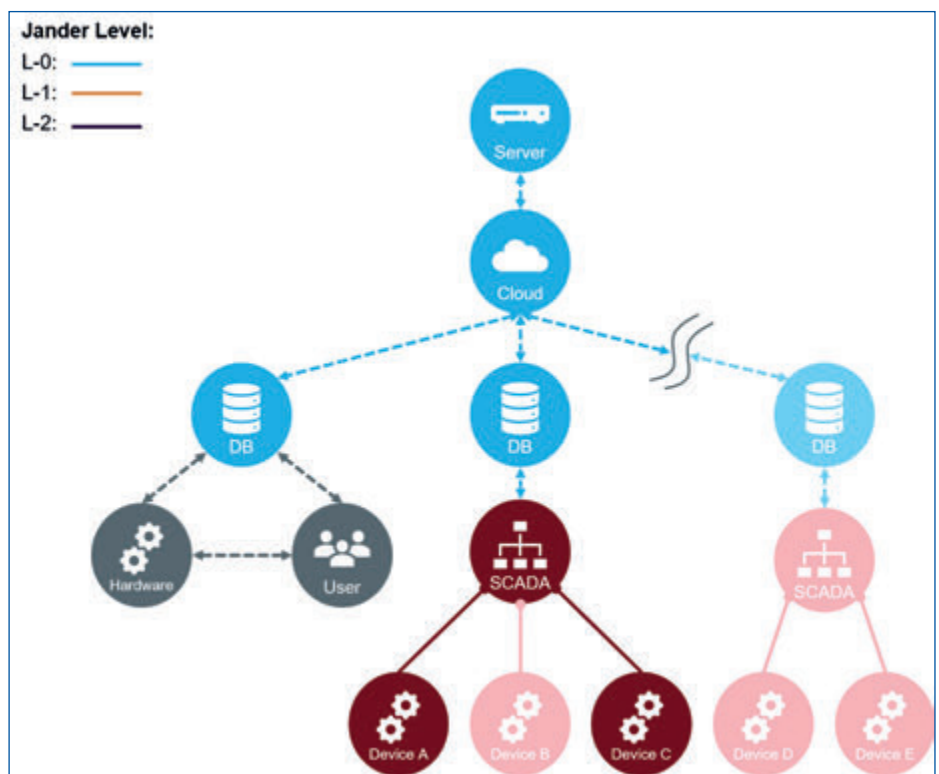 Jander Level:
L-0:
L-1:
L-2:
Server
Cloud
DB
DB
DB
Hardware
User
SCADA
SCADA
Device A
Device B
Device C
Device D
Device E